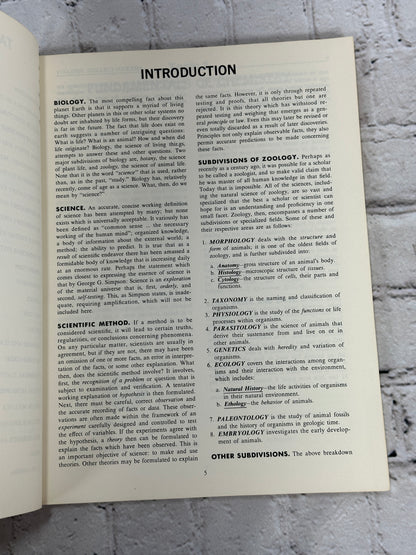 INTRODUCTION
BIOLOGY. The most compelling fact about this
planet Earth is that it supports a myriad of living
things. Other planets in this or other solar systems no
doubt are inhabited by life forms, but their discovery
is far in the future. The fact that life does exist on
earth suggests a number of intriguing questions:
What is life? What is an animal? How and when did
life originate? Biology, the science of living things,
attempts to answer these and other questions. Two
major subdivisions of biology are, botany, the science
of plant life, and zoology, the science of animal life.
Note that it is the word "science" that is used, rather
than, as in the past, "study." Biology has relatively
recently, come of age as a science. What, then, do we
mean by "science?"
SCIENCE. An accurate, concise working definition
of science has been attempted by many; but none
exists which is universally acceptable. It variously has
been defined as "common sense .. the necessary
working of the human mind"; organized knowledge,
a body of information about the external world, a
method; the ability to predict. It is true that as a
result of scientific endeavor there has been amassed a
formidable body of knowledge that is increasing daily
at an enormous rate. Perhaps the statement which
comes closest to expressing the essence of science is
that by George G. Simpson: Science is an exploration
of the material universe that is, first, orderly, and
second, self-testing. This, as Simpson states, is inade-
quate, requiring amplification, which will not be
included here.
SCIENTIFIC METHOD. If a method is to be
considered scientific, it will lead to certain truths,
regularities, or conclusions concerning phenomena.
On any particular matter, scientists are usually in
agreement, but if they are not, there may have been
an omission of one or more facts, an error in interpre-
tation of the facts, or some other explanation. What
then, does the scientific method involve? It involves,
first, the recognition of a problem or question that is
subject to examination and verification. A tentative
working explanation or hypothesis is then formulated.
Next, there must be careful, correct observation and
the accurate recording of facts or data. These obser-
vations are often made within the framework of an
experiment carefully designed and controlled to test
the effect of variables. If the experiments agree with
the hypothesis, a theory then can be formulated to
explain the facts which have been observed. This is
an important objective of science: to make and use
theories. Other theories may be formulated to explain
the same facts. However, it is only through repeated
testing and proofs, that all theories but one are
rejected. It is this theory which has withstood re-
peated testing and weighing that emerges as a gen-
eral principle or law. Even this may later be revised or
even totally discarded as a result of later discoveries.
Principles not only explain observable facts, they also
permit accurate predictions to be made concerning
these facts.
SUBDIVISIONS OF ZOOLOGY. Perhaps as
recently as a century ago, it was possible for a scholar
to be called a zoologist, and to make valid claim that
he was master of all human knowledge in that field.
Today that is impossible. All of the sciences, includ-
ing the natural science of zoology, are so vast and
specialized that the best a scholar or scientist can
hope for is an understanding and proficiency in one
small facet. Zoology, then, encompasses a number of
subdivisions or specialized fields. Some of these and
their respective areas are as follows:
1. MORPHOLOGY deals with the structure and
form of animals; it is one of the oldest fields of
zoology, and is further subdivided into:
a. Anatomy—gross structure of an animal's body.
b. Histology—microscopic structure of tissues.
c. Cytology—the structure of cells, their parts and
functions.
2. TAXONOMY is the naming and classification of
organisms.
3. PHYSIOLOGY is the study of the functions or life
processes within organisms.
4. PARASITOLOGY is the science of animals that
derive their sustenance from and live on or in
other animals.
5. GENETICS deals with heredity and variation of
organisms.
6. ECOLOGY covers the interactions among organ-
isms and their interaction with the environment,
which includes:
a. Natural History—the life activities of organisms
in their natural environment.
b. Ethology—the behavior of animals.
7. PALEONTOLOGY is the study of animal fossils
and the history of organisms in geologic time.
8. EMBRYOLOGY investigates the early develop-
ment of animals.
OTHER SUBDIVISIONS. The above breakdown
5